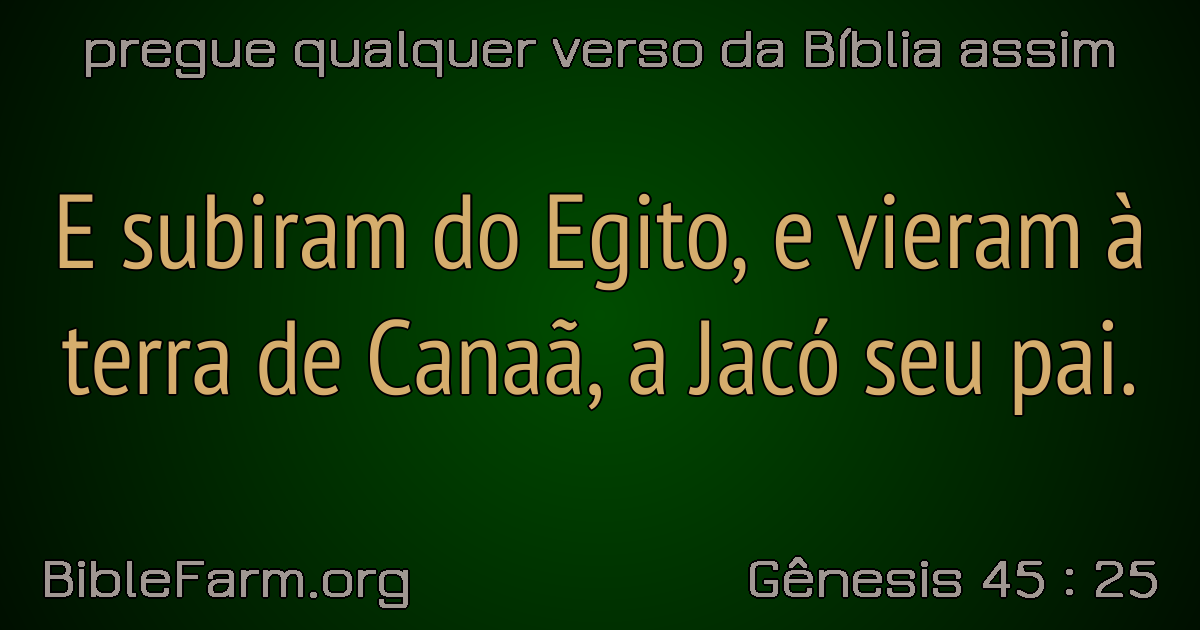 pregue qualquer verso da Bíblia assim
E subiram do Egito, e vieram à
terra de Canaã, a Jacó seu pai.
BibleFarm.org
Gênesis 45 : 25